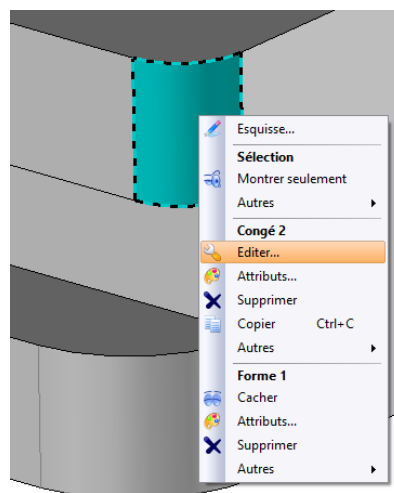 Esquisse...
Sélection
Montrer seulement
Autres
Congé 2
Editer...
Attributs...
Supprimer
Copier Ctrl+C
Autres
Forme 1
Cacher
Attributs...
Supprimer
Autres